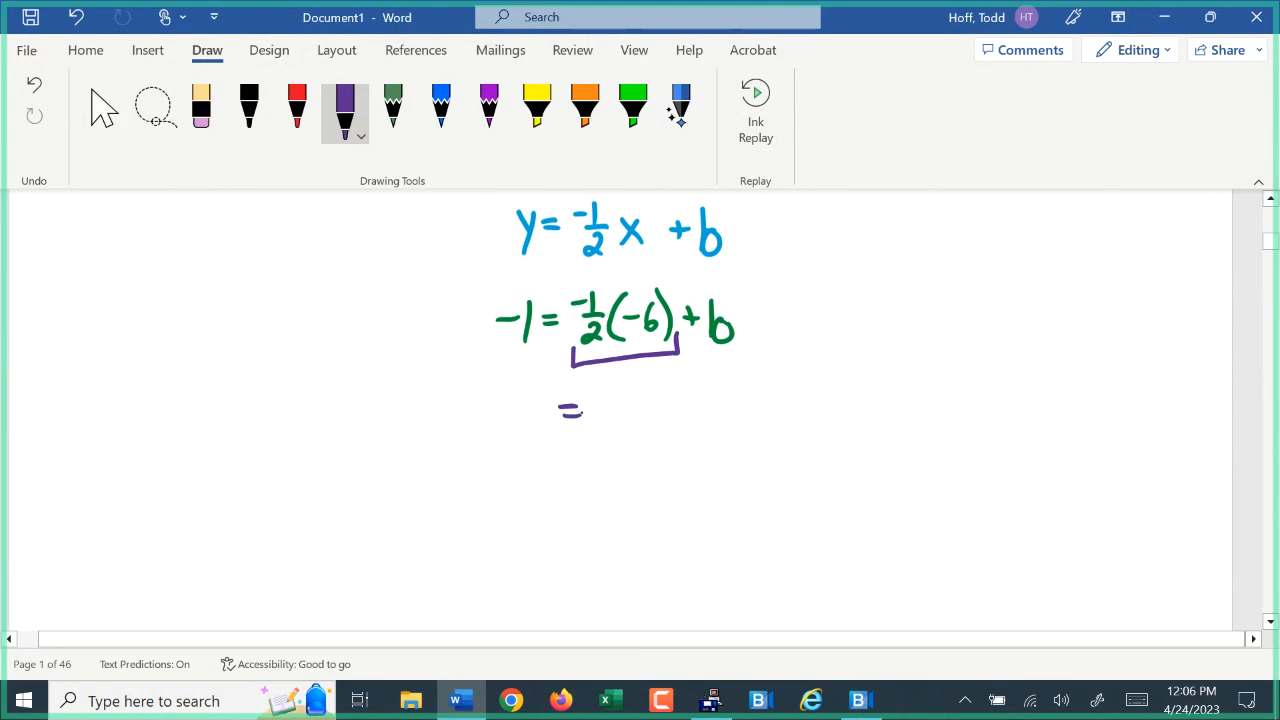 Document1 • Word
Search
Hoff, Todd HT
File Home Insert Draw Design Layout References Mailings Review View Help Acrobat Comments Editing Share
Ink Replay
Undo Drawing Tools Replay
y = -1/2 x + b
-1 = -1/2 (-6) + b
=
Page 1 of 46 Text Predictions: On Accessibility: Good to go
Type here to search
12:06 PM
4/24/2023